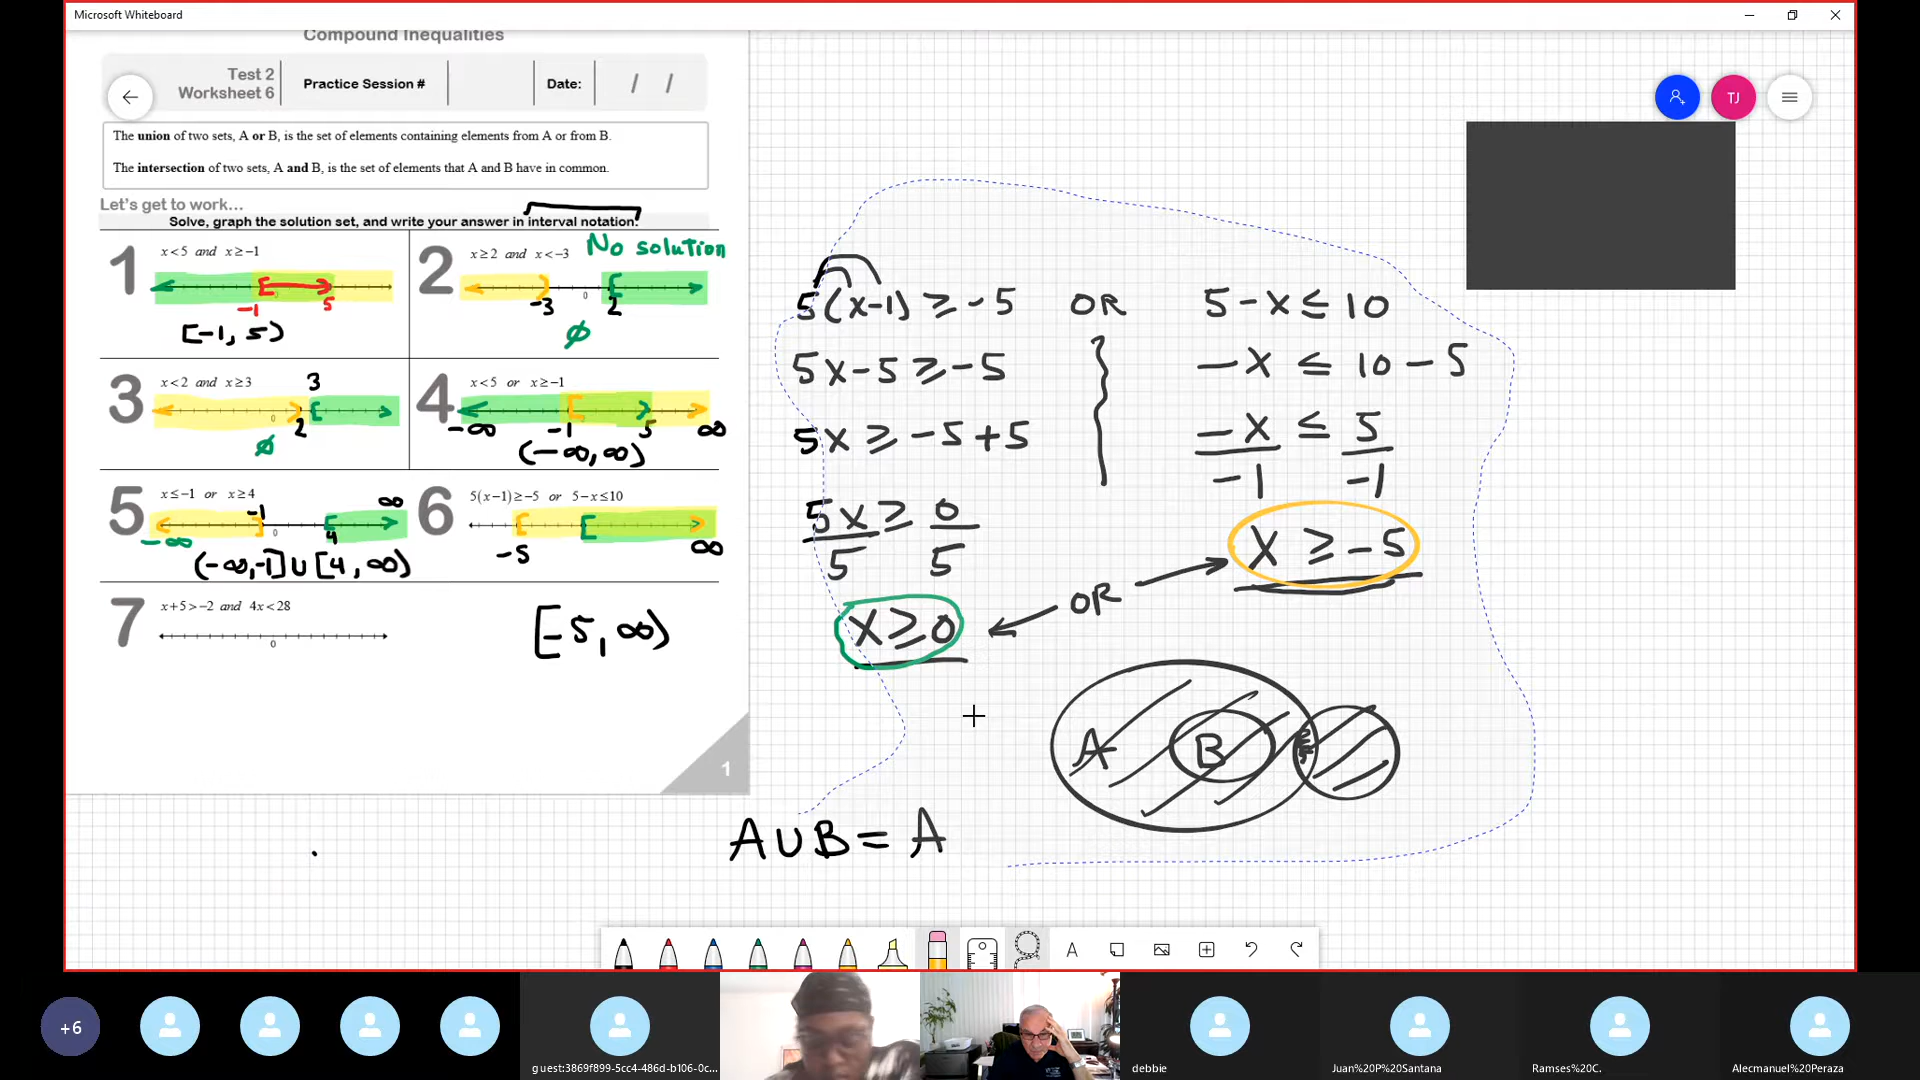 Microsoft Whiteboard
Compound Inequalities
Test 2
Worksheet 6
Practice Session #
Date: / /
The union of two sets, A or B, is the set of elements containing elements from A or from B.
The intersection of two sets, A and B, is the set of elements that A and B have in common.
Let's get to work...
Solve, graph the solution set, and write your answer in interval notation.
1 x<5 and x≥-1
-1 5
[-1, 5)
2 x≥2 and x<-3
No solution
-3 0 2
∅
3 x<2 and x≥3
3
0 2
∅
4 x<5 or x≥-1
-∞ -1 5 ∞
(-∞, ∞)
5 x≤-1 or x≥4
-1 ∞
-∞ 0 4
(-∞,-1]∪[4, ∞)
6 5(x-1)≥-5 or 5-x≤10
-5 ∞
7 x+5>-2 and 4x<28
0
[-5, ∞)
1
5(x-1) ≥ -5 OR 5-x ≤ 10
5x-5 ≥ -5 -x ≤ 10-5
5x ≥ -5+5 -x ≤ 5
-1 -1
5x ≥ 0
5 5
x ≥ -5
OR
x≥0
A B
A∪B = A
TJ
A
+6
guest:3869f899-5cc4-486d-b106-0c...
debbie
Juan%20P%20Santana
Ramses%20C.
Alecmanuel%20Peraza